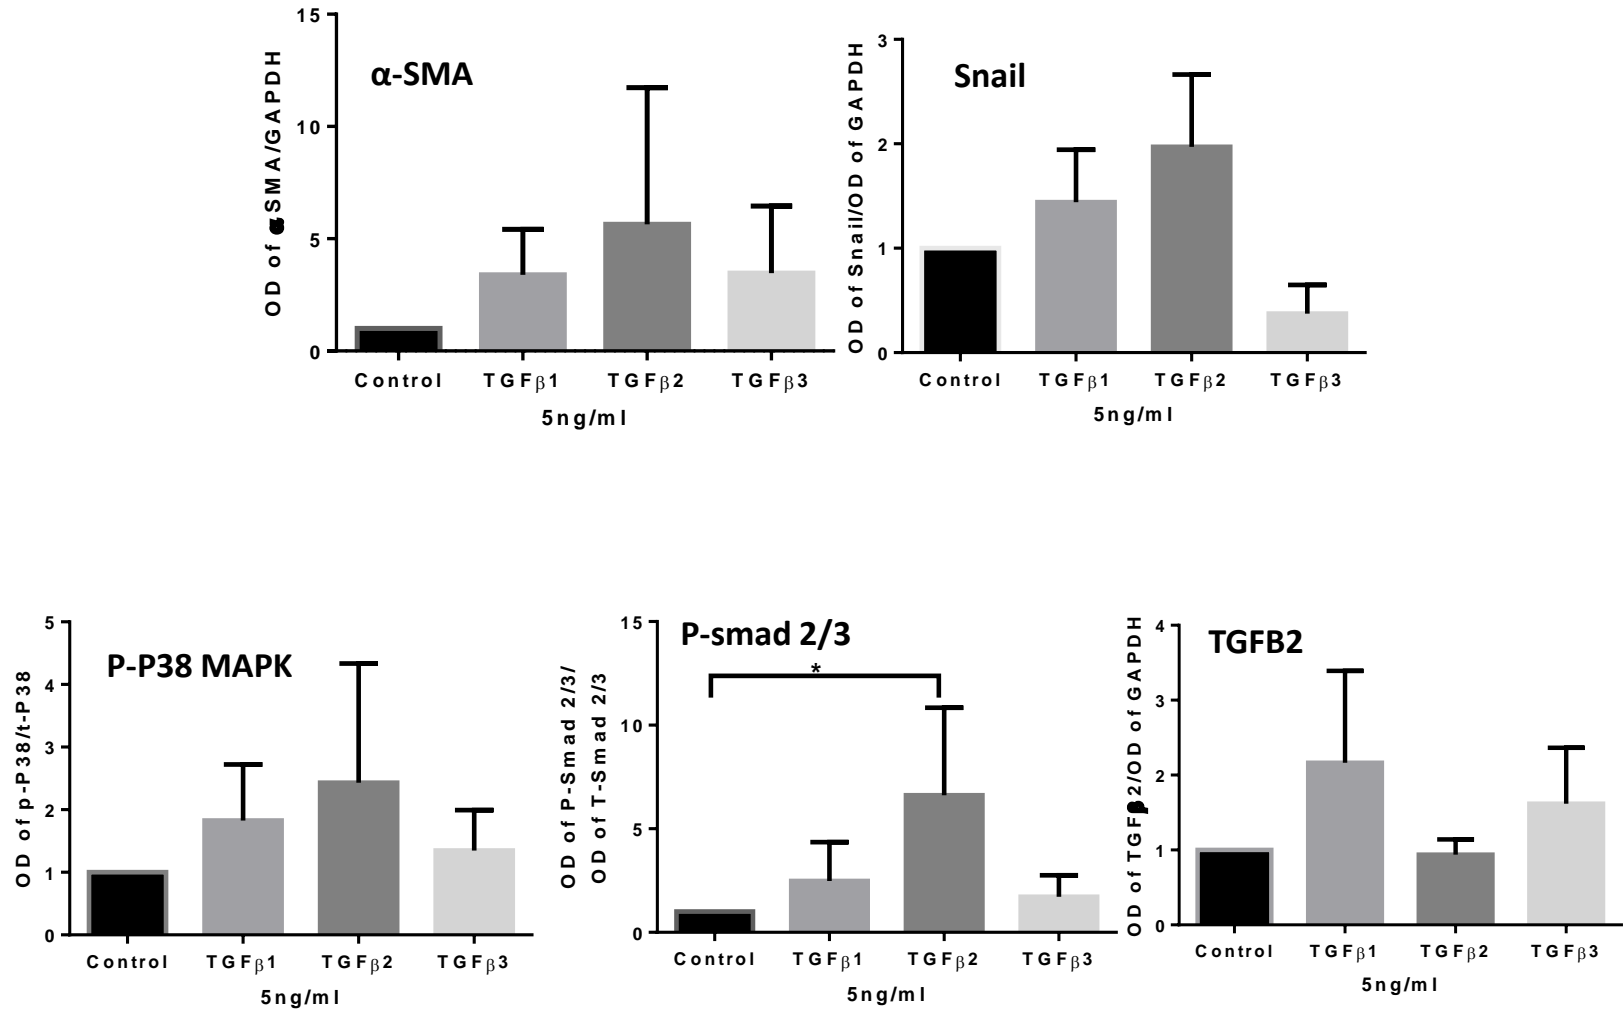 α-SMA
OD of αSMA/GAPDH
15
10
5
0
Control TGFβ1 TGFβ2 TGFβ3
5ng/ml
Snail
OD of Snail/OD of GAPDH
3
2
1
0
Control TGFβ1 TGFβ2 TGFβ3
5ng/ml
P-P38 MAPK
OD of p-P38/t-P38
5
4
3
2
1
0
Control TGFβ1 TGFβ2 TGFβ3
5ng/ml
P-smad 2/3
*
OD of P-Smad 2/3/
OD of T-Smad 2/3
15
10
5
0
Control TGFβ1 TGFβ2 TGFβ3
5ng/ml
TGFB2
OD of TGFβ2/OD of GAPDH
4
3
2
1
0
Control TGFβ1 TGFβ2 TGFβ3
5ng/ml